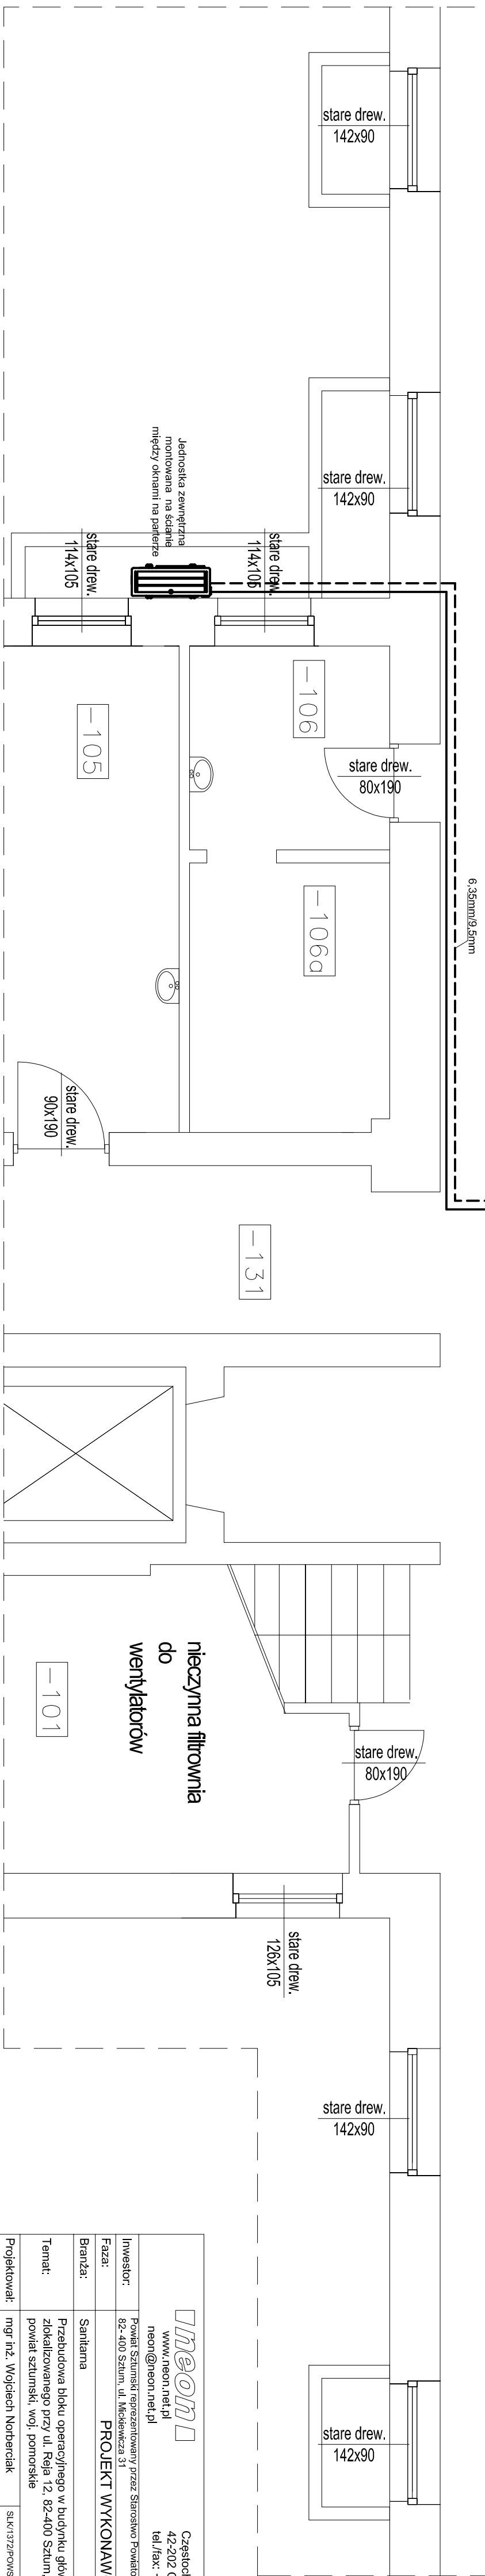 stare drew.
142x90
stare drew.
142x90
Jednostka zewnętrzna
montowana na ścianie
między oknami na parterze
stare drew.
114x105
stare drew.
114x105
-106
-105
stare drew.
80x190
6,35mm/9,5mm
-106a
stare drew.
90x190
-131
nieczynna filtrownia
do
wentylatorów
-101
stare drew.
80x190
stare drew.
126x105
stare drew.
142x90
stare drew.
142x90
neon
www.neon.net.pl
neon@neon.net.pl
42-202
tel./fax:
Inwestor:
Powiat Sztumski reprezentowany przez Starostwo
82-400 Sztum, ul. Mickiewicza 31
Faza:
PROJEKT
Branża:
Sanitarna
Temat:
Przebudowa bloku operacyjnego w budynku
zlokalizowanego przy ul. Reja 12, 82-400 Sztum,
powiat sztumski, woj. pomorskie
Projektował:
mgr inż. Wojciech Norberciak